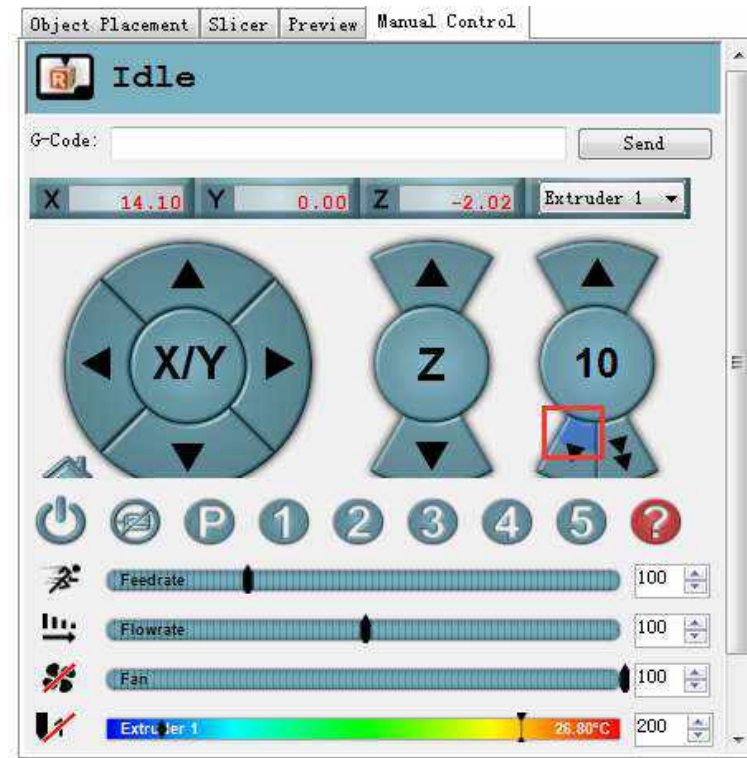 Object Placement Slicer Preview Manual Control
R Idle
G-Code: Send
X 14.10 Y 0.00 Z -2.02 Extruder 1
X/Y Z 10
P 1 2 3 4 5 ?
Feedrate 100
Flowrate 100
Fan 100
1 Extruder 1 26.80°C 200